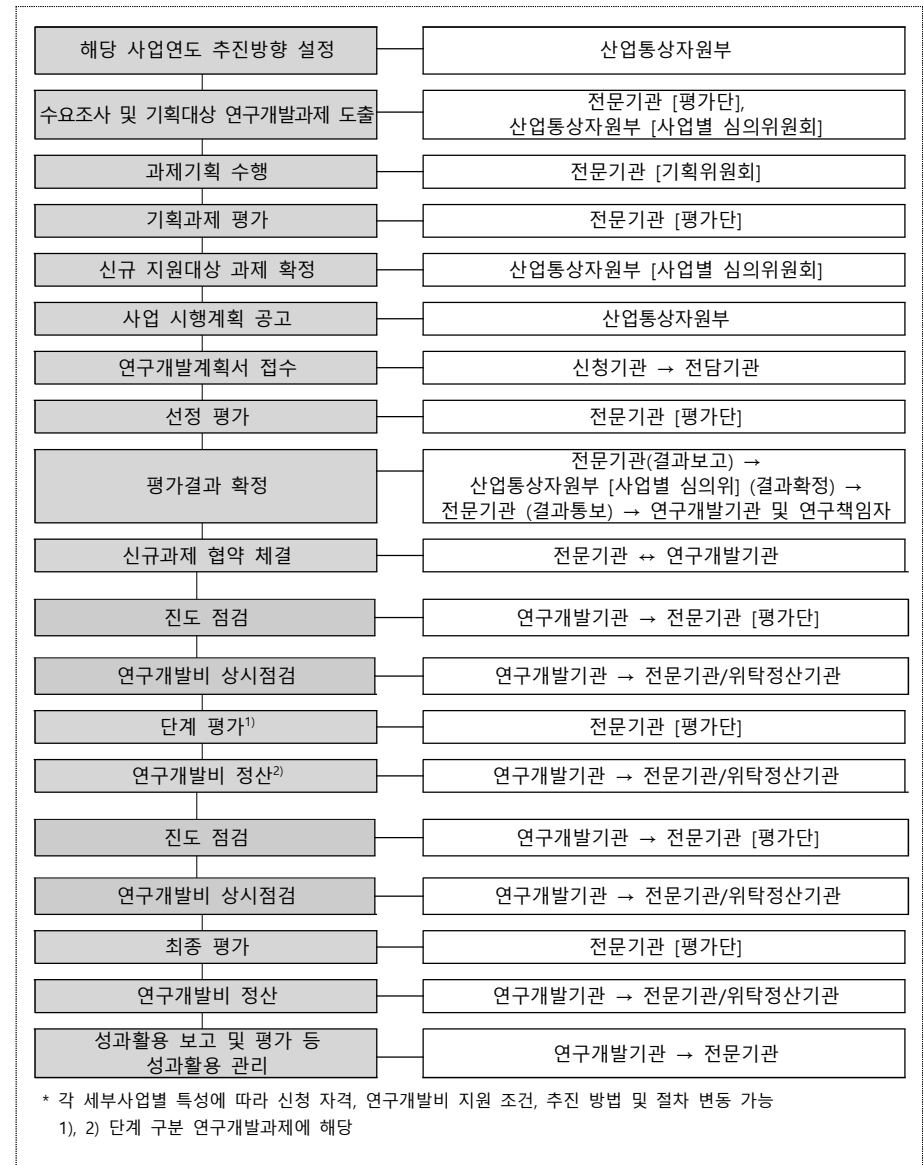 해당 사업연도 추진방향 설정
산업통상자원부
수요조사 및 기획대상 연구개발과제 도출
전문기관 [평가단],
산업통상자원부 [사업별 심의위원회]
과제기획 수행
전문기관 [기획위원회]
기획과제 평가
전문기관 [평가단]
신규 지원대상 과제 확정
산업통상자원부 [사업별 심의위원회]
사업 시행계획 공고
산업통상자원부
연구개발계획서 접수
신청기관 → 전담기관
선정 평가
전문기관 [평가단]
평가결과 확정
전문기관(결과보고) →
산업통상자원부 [사업별 심의위] (결과확정) →
전문기관 (결과통보) → 연구개발기관 및 연구책임자
신규과제 협약 체결
전문기관 ↔ 연구개발기관
진도 점검
연구개발기관 → 전문기관 [평가단]
연구개발비 상시점검
연구개발기관 → 전문기관/위탁정산기관
단계 평가1)
전문기관 [평가단]
연구개발비 정산2)
연구개발기관 → 전문기관/위탁정산기관
진도 점검
연구개발기관 → 전문기관 [평가단]
연구개발비 상시점검
연구개발기관 → 전문기관/위탁정산기관
최종 평가
전문기관 [평가단]
연구개발비 정산
연구개발기관 → 전문기관/위탁정산기관
성과활용 보고 및 평가 등
성과활용 관리
연구개발기관 → 전문기관
* 각 세부사업별 특성에 따라 신청 자격, 연구개발비 지원 조건, 추진 방법 및 절차 변동 가능
1), 2) 단계 구분 연구개발과제에 해당